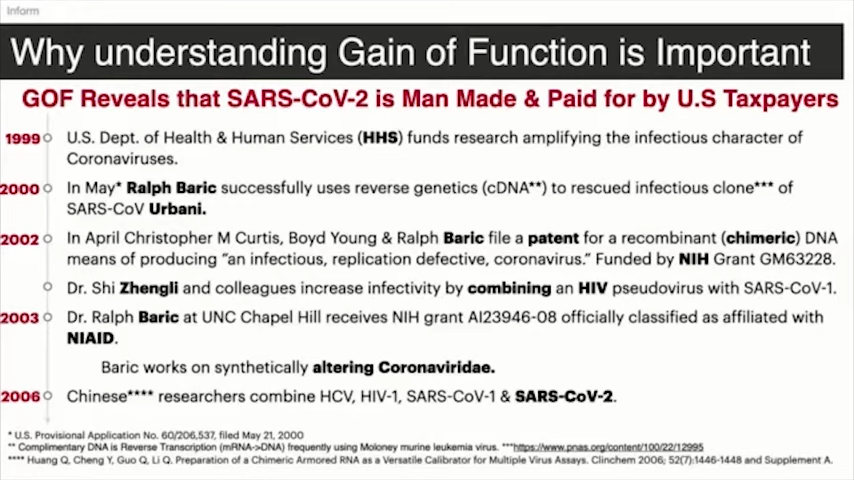 Inform
Why understanding Gain of Function is Important
GOF Reveals that SARS-CoV-2 is Man Made & Paid for by U.S Taxpayers
1999 U.S. Dept. of Health & Human Services (HHS) funds research amplifying the infectious character of
Coronaviruses.
2000 In May* Ralph Baric successfully uses reverse genetics (cDNA**) to rescued infectious clone*** of
SARS-CoV Urbani.
2002 In April Christopher M Curtis, Boyd Young & Ralph Baric file a patent for a recombinant (chimeric) DNA
means of producing “an infectious, replication defective, coronavirus.” Funded by NIH Grant GM63228.
Dr. Shi Zhengli and colleagues increase infectivity by combining an HIV pseudovirus with SARS-CoV-1.
2003 Dr. Ralph Baric at UNC Chapel Hill receives NIH grant AI23946-08 officially classified as affiliated with
NIAID.
Baric works on synthetically altering Coronaviridae.
2006 Chinese**** researchers combine HCV, HIV-1, SARS-CoV-1 & SARS-CoV-2.
* U.S. Provisional Application No. 60/206,537, filed May 21, 2000
** Complimentary DNA is Reverse Transcription (mRNA->DNA) frequently using Moloney murine leukemia virus. ***https://www.pnas.org/content/100/22/12995
**** Huang Q, Cheng Y, Guo Q, Li Q. Preparation of a Chimeric Armored RNA as a Versatile Calibrator for Multiple Virus Assays. Clinchem 2006; 52(7):1446-1448 and Supplement A.